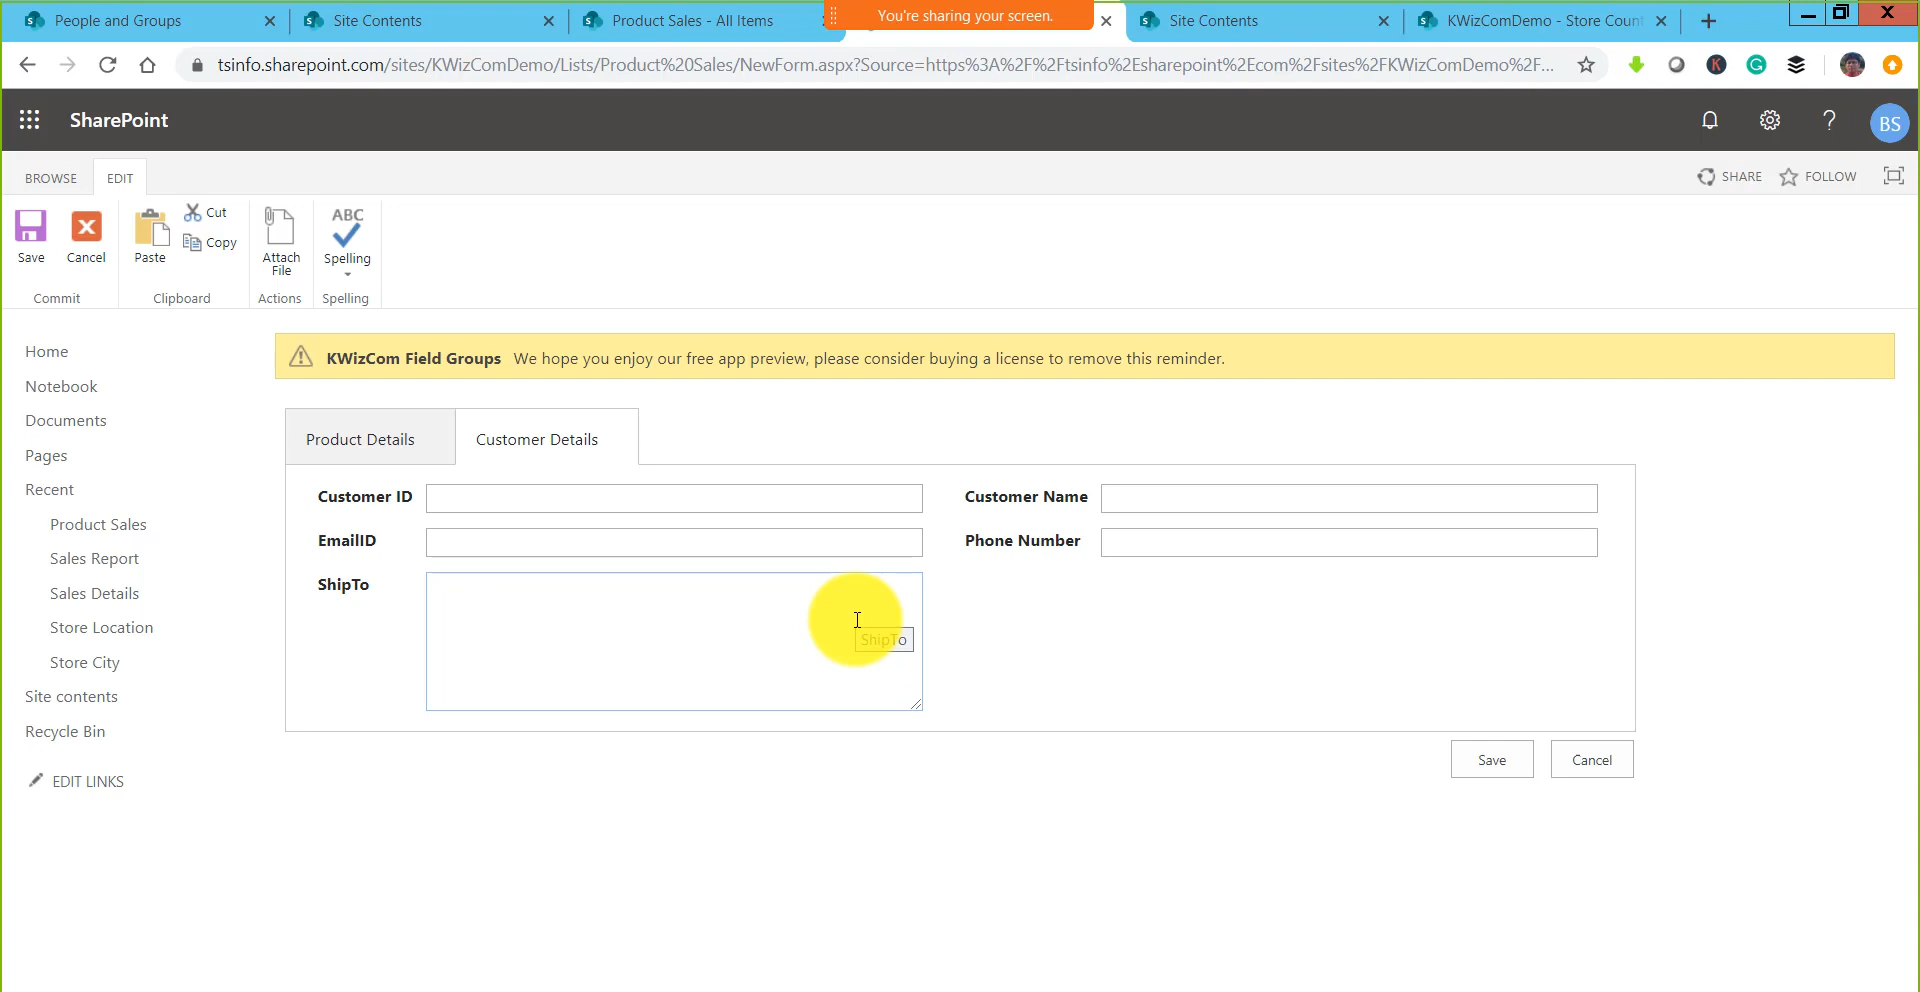 People and Groups
Site Contents
Product Sales - All Items
You're sharing your screen.
Site Contents
KWizComDemo - Store Coun
tsinfo.sharepoint.com/sites/KWizComDemo/Lists/Product%20Sales/NewForm.aspx?Source=https%3A%2F%2Ftsinfo%2Esharepoint%2Ecom%2Fsites%2FKWizComDemo%2F...
SharePoint
BS
BROWSE
EDIT
SHARE
FOLLOW
Save
Cancel
Paste
Cut
Copy
Attach
File
ABC
Spelling
Commit
Clipboard
Actions
Spelling
Home
Notebook
Documents
Pages
Recent
Product Sales
Sales Report
Sales Details
Store Location
Store City
Site contents
Recycle Bin
EDIT LINKS
KWizCom Field Groups We hope you enjoy our free app preview, please consider buying a license to remove this reminder.
Product Details
Customer Details
Customer ID
Customer Name
EmailID
Phone Number
ShipTo
ShipTo
Save
Cancel